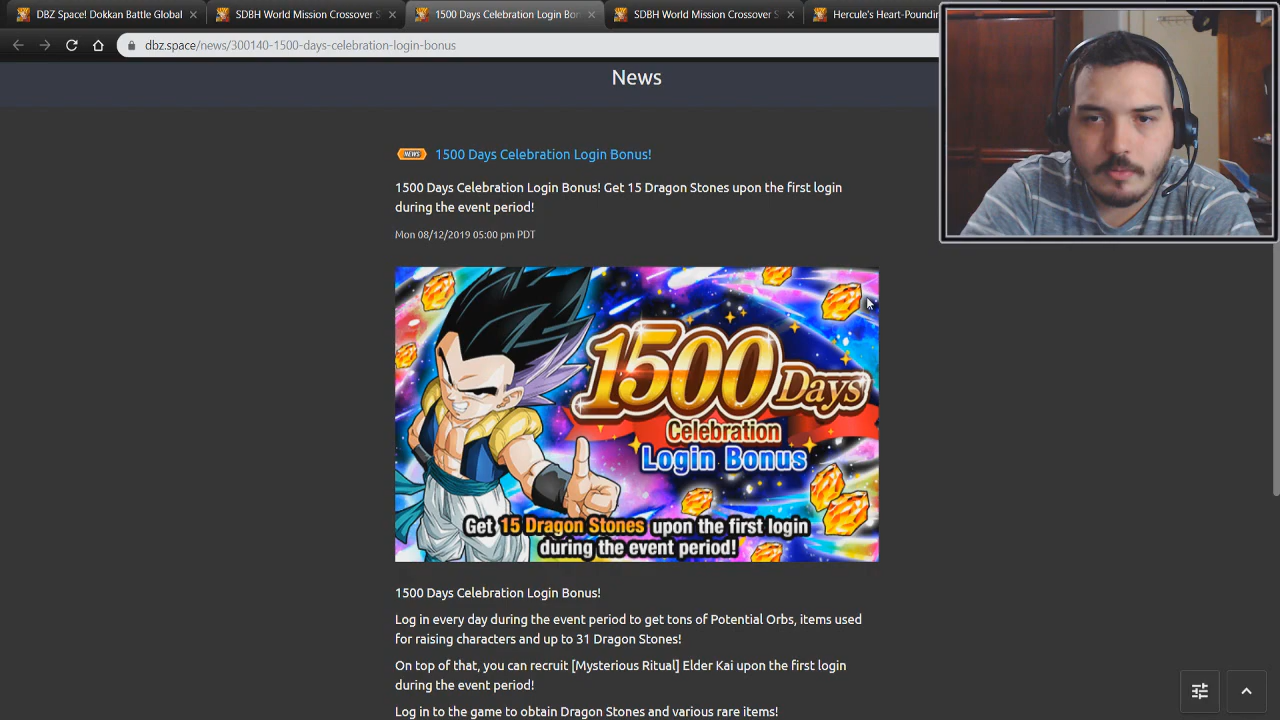 DBZ Space! Dokkan Battle Global
SDBH World Mission Crossover S
1500 Days Celebration Login Bon
SDBH World Mission Crossover S
Hercule's Heart-Pounding
dbz.space/news/300140-1500-days-celebration-login-bonus
News
NEWS 1500 Days Celebration Login Bonus!
1500 Days Celebration Login Bonus! Get 15 Dragon Stones upon the first login
during the event period!
Mon 08/12/2019 05:00 pm PDT
1500 Days
Celebration
Login Bonus
Get 15 Dragon Stones upon the first login
during the event period!
1500 Days Celebration Login Bonus!
Log in every day during the event period to get tons of Potential Orbs, items used
for raising characters and up to 31 Dragon Stones!
On top of that, you can recruit [Mysterious Ritual] Elder Kai upon the first login
during the event period!
Log in to the game to obtain Dragon Stones and various rare items!